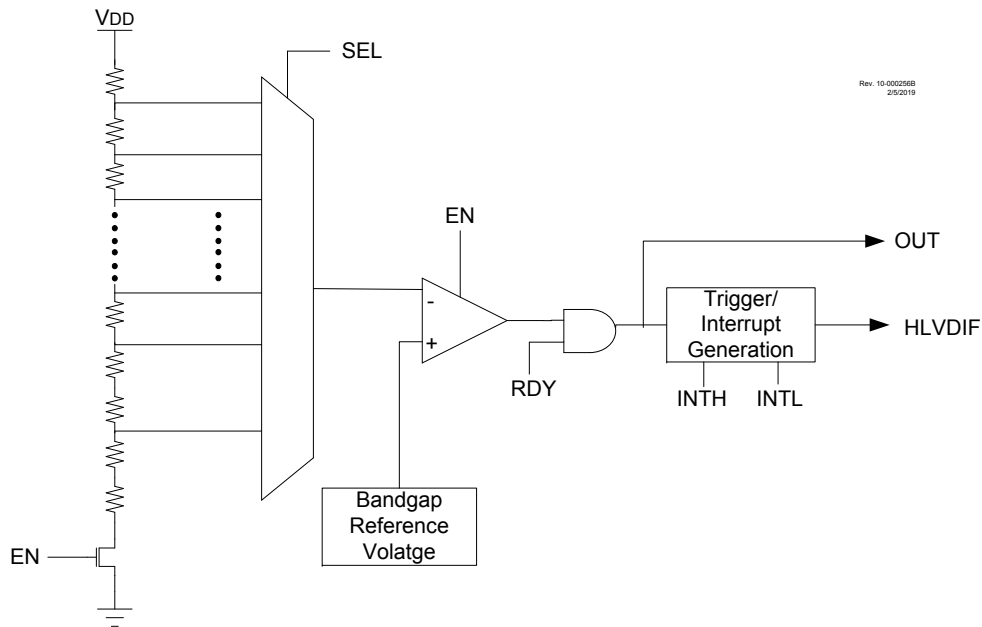 VDD
SEL
Rev. 10-000256B
2/5/2019
EN
OUT
-
+
Trigger/
Interrupt
Generation
HLVDIF
RDY
INTH
INTL
Bandgap
Reference
Volatge
EN